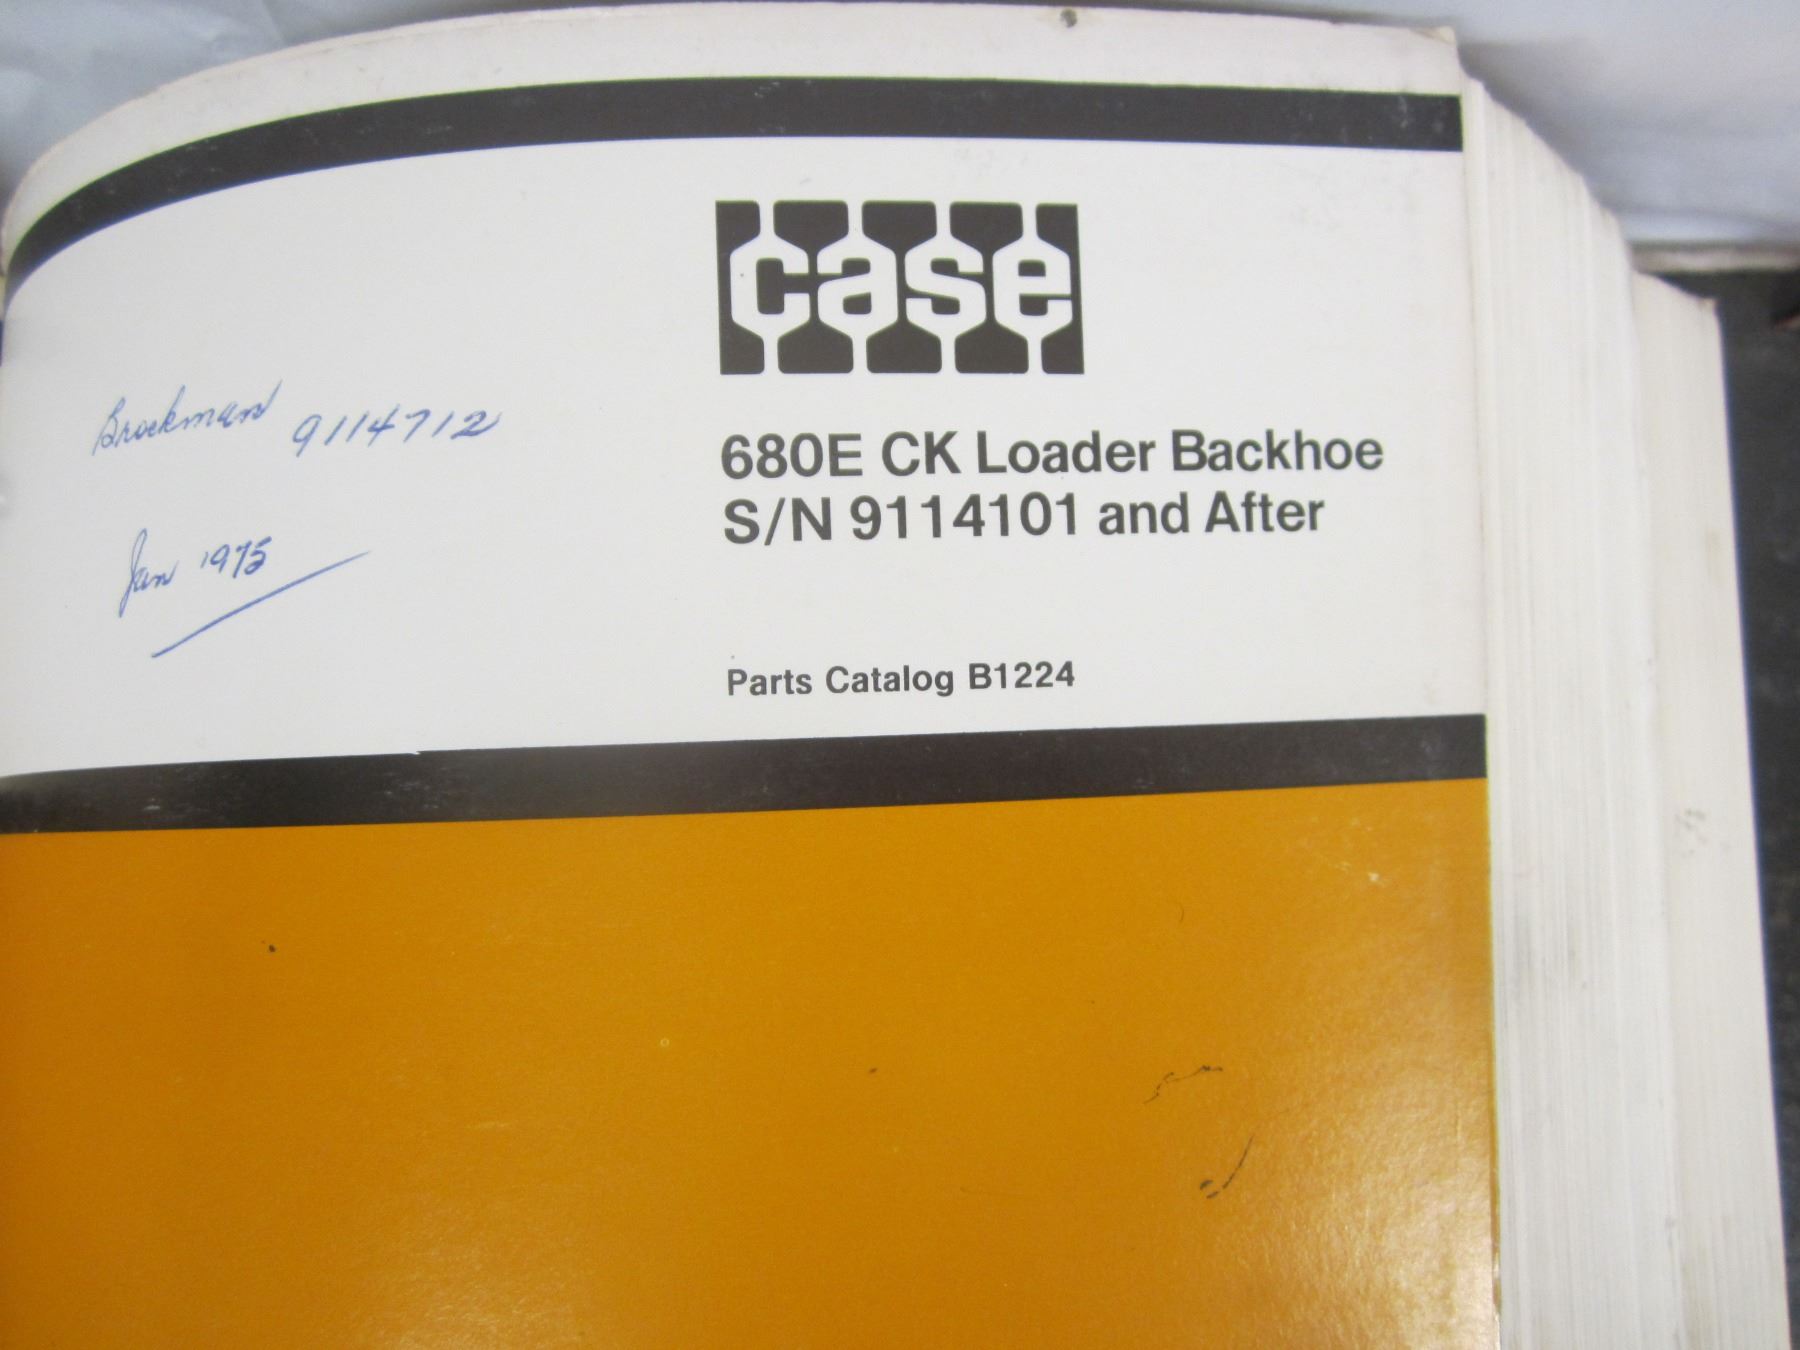 case
Brockman 9114712
Jan 1975
680E CK Loader Backhoe
S/N 9114101 and After
Parts Catalog B1224